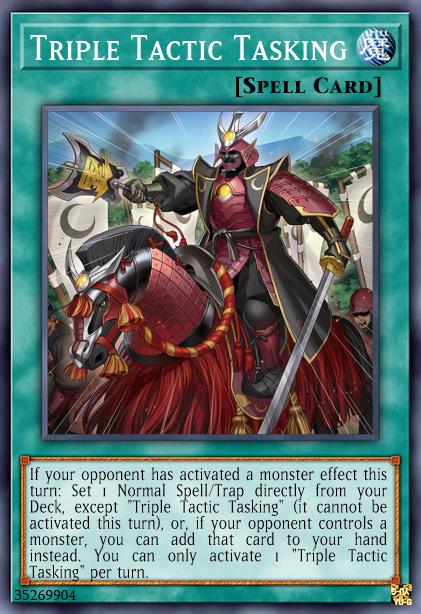 TRIPLE TACTIC TASKING 魔
[SPELL CARD]
If your opponent has activated a monster effect this
turn: Set 1 Normal Spell/Trap directly from your
Deck, except "Triple Tactic Tasking" (it cannot be
activated this turn), or, if your opponent controls a
monster, you can add that card to your hand
instead. You can only activate 1 "Triple Tactic
Tasking" per turn.
35269904